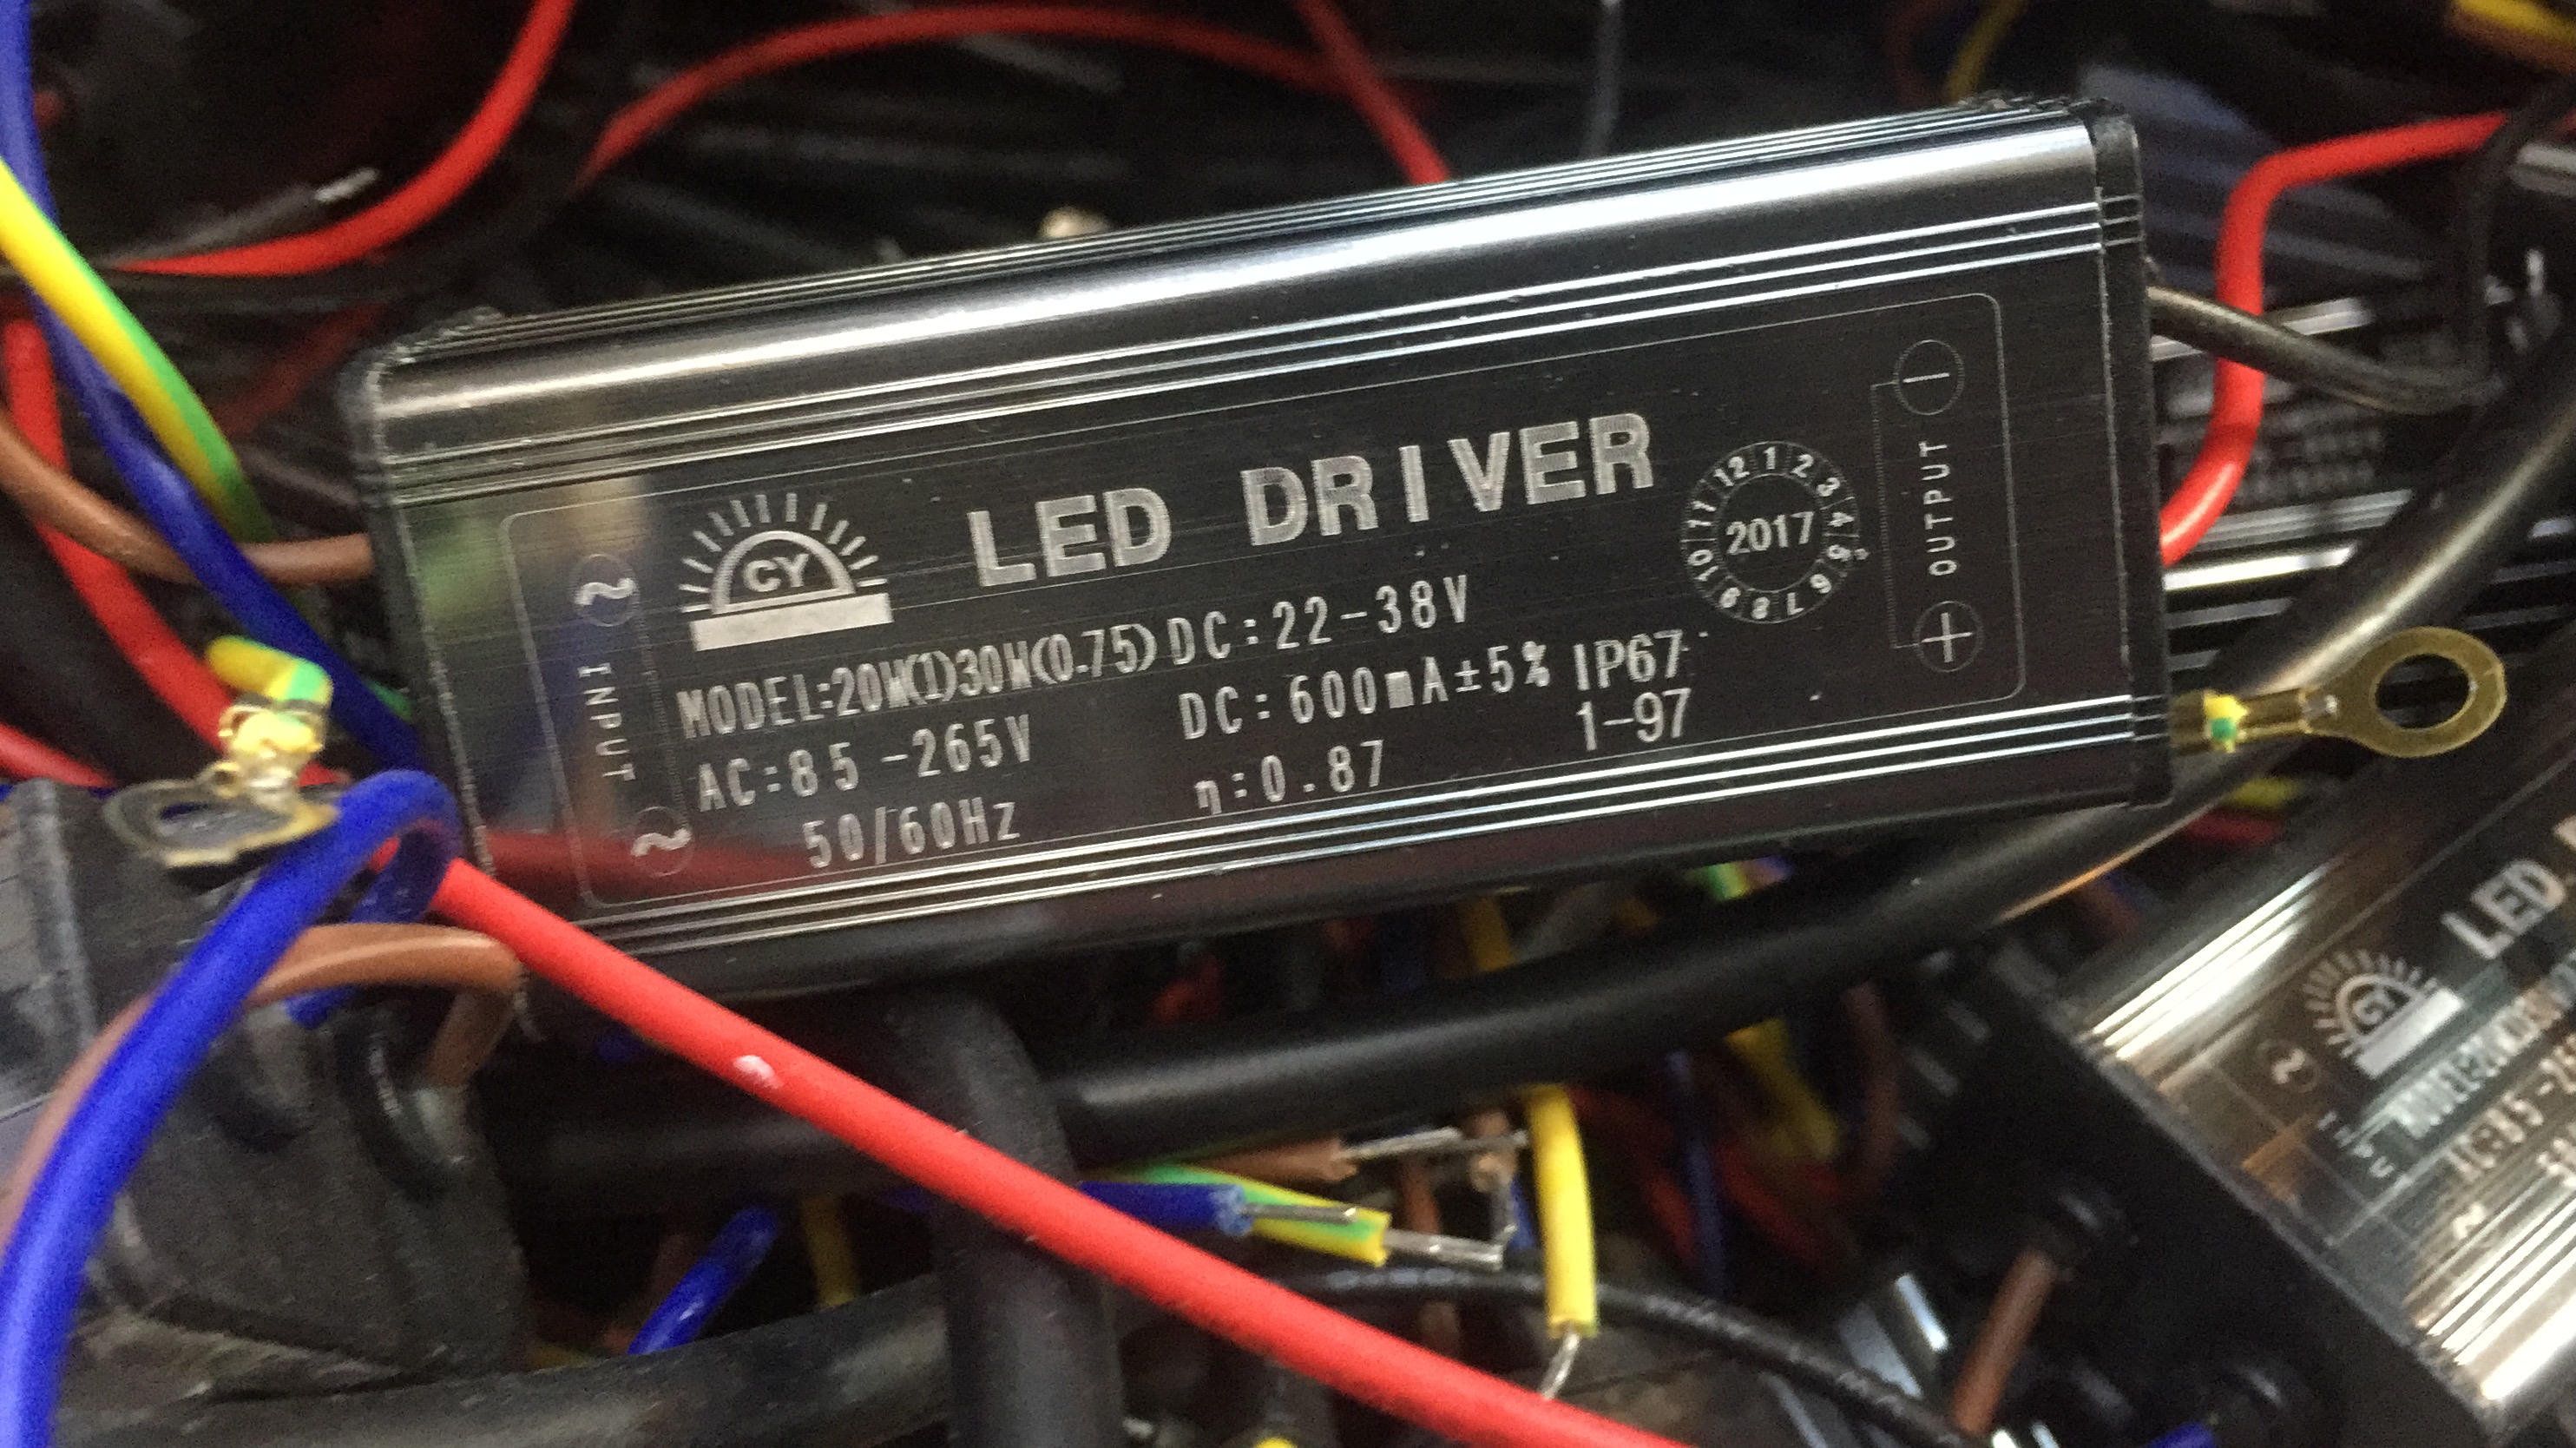 CY
LED DRIVER
MODEL:20W(1)30W(0.75) DC:22-38V
AC:85-265V DC:600mA±5% IP67
50/60Hz η:0.87 1-97
~ INPUT ~
12 1 2 3 4 5 6 7 8 9 10 11
2017
- OUTPUT +
LED
CY
~